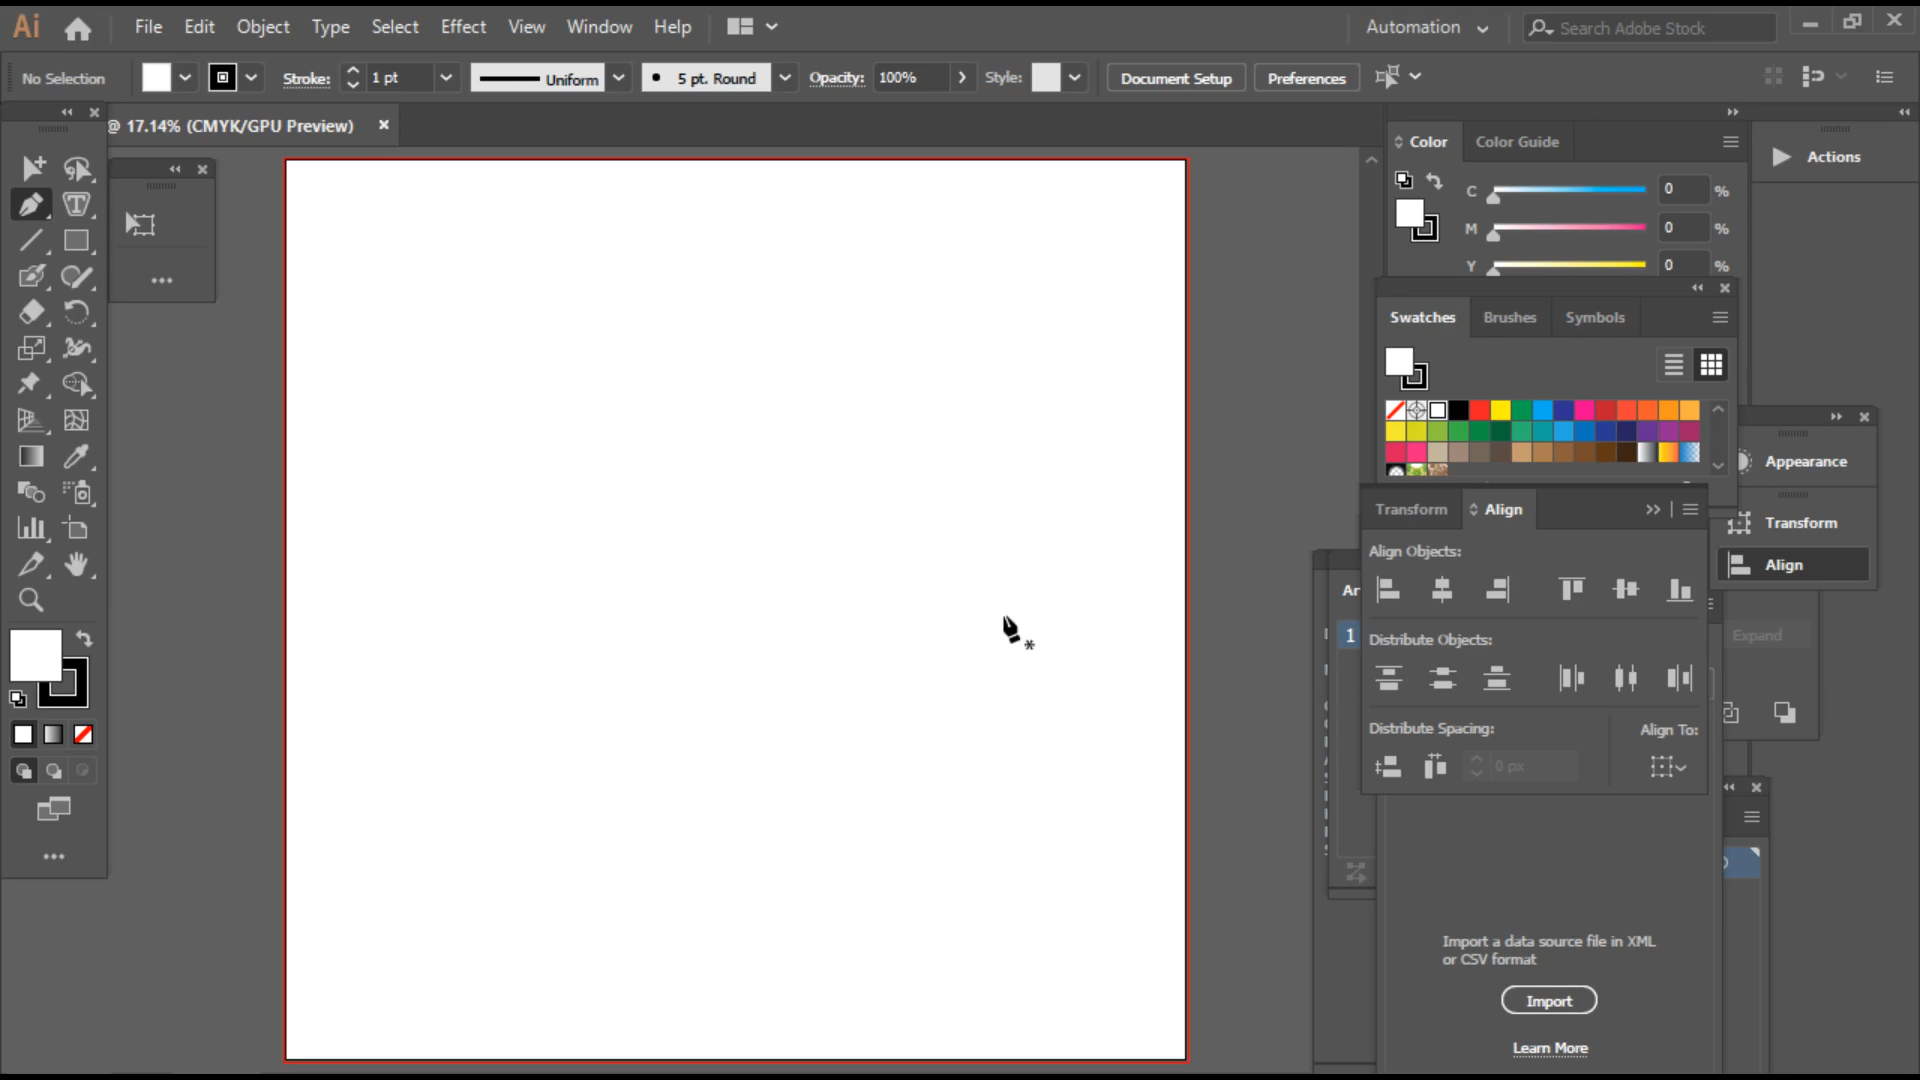 Ai File Edit Object Type Select Effect View Window Help Automation Search Adobe Stock
No Selection Stroke: 1 pt Uniform 5 pt. Round Opacity: 100% Style: Document Setup Preferences
@ 17.14% (CMYK/GPU Preview)
Color Color Guide
Actions
C 0 %
M 0 %
Y 0 %
Swatches Brushes Symbols
Appearance
Transform Align
Transform
Align
Align Objects:
Ar
1
Expand
Distribute Objects:
Distribute Spacing: Align To:
0 px
Import a data source file in XML
or CSV format
Import
Learn More